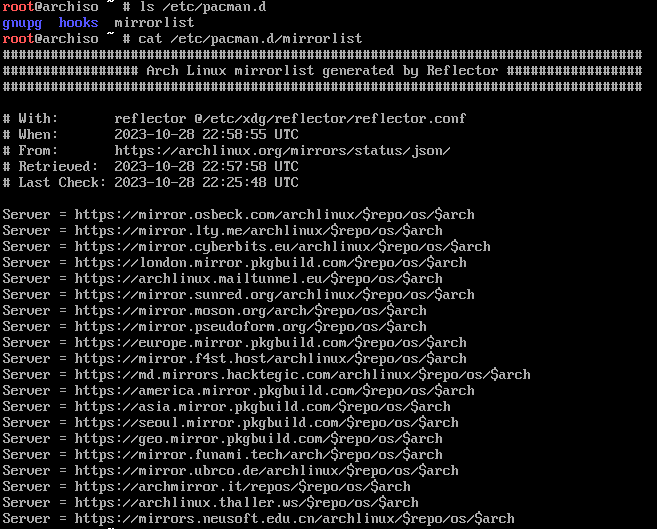 root@archiso ~ # ls /etc/pacman.d
gnupg hooks mirrorlist
root@archiso ~ # cat /etc/pacman.d/mirrorlist
################################################################################
################# Arch Linux mirrorlist generated by Reflector #################
################################################################################
# With: reflector @/etc/xdg/reflector/reflector.conf
# When: 2023-10-28 22:58:55 UTC
# From: https://archlinux.org/mirrors/status/json/
# Retrieved: 2023-10-28 22:57:58 UTC
# Last Check: 2023-10-28 22:25:48 UTC
Server = https://mirror.osbeck.com/archlinux/$repo/os/$arch
Server = https://mirror.lty.me/archlinux/$repo/os/$arch
Server = https://mirror.cyberbits.eu/archlinux/$repo/os/$arch
Server = https://london.mirror.pkgbuild.com/$repo/os/$arch
Server = https://archlinux.mailtunnel.eu/$repo/os/$arch
Server = https://mirror.sunred.org/archlinux/$repo/os/$arch
Server = https://mirror.moson.org/arch/$repo/os/$arch
Server = https://mirror.pseudoform.org/$repo/os/$arch
Server = https://europe.mirror.pkgbuild.com/$repo/os/$arch
Server = https://mirror.f4st.host/archlinux/$repo/os/$arch
Server = https://md.mirrors.hacktegic.com/archlinux/$repo/os/$arch
Server = https://america.mirror.pkgbuild.com/$repo/os/$arch
Server = https://asia.mirror.pkgbuild.com/$repo/os/$arch
Server = https://seoul.mirror.pkgbuild.com/$repo/os/$arch
Server = https://geo.mirror.pkgbuild.com/$repo/os/$arch
Server = https://mirror.funami.tech/arch/$repo/os/$arch
Server = https://mirror.ubrco.de/archlinux/$repo/os/$arch
Server = https://archmirror.it/repos/$repo/os/$arch
Server = https://archlinux.thaller.ws/$repo/os/$arch
Server = https://mirrors.neusoft.edu.cn/archlinux/$repo/os/$arch